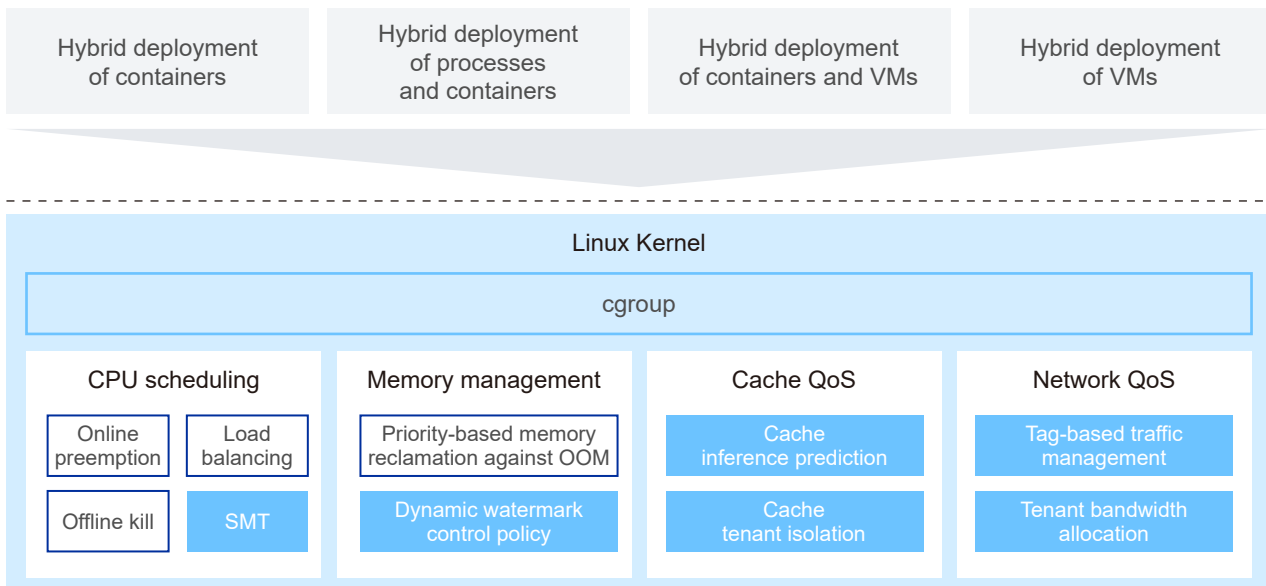 Hybrid deployment
of containers
Hybrid deployment
of processes
and containers
Hybrid deployment
of containers and VMs
Hybrid deployment
of VMs
Linux Kernel
cgroup
CPU scheduling
Online
preemption
Load
balancing
Offline kill
SMT
Memory management
Priority-based memory
reclamation against OOM
Dynamic watermark
control policy
Cache QoS
Cache
inference prediction
Cache
tenant isolation
Network QoS
Tag-based traffic
management
Tenant bandwidth
allocation